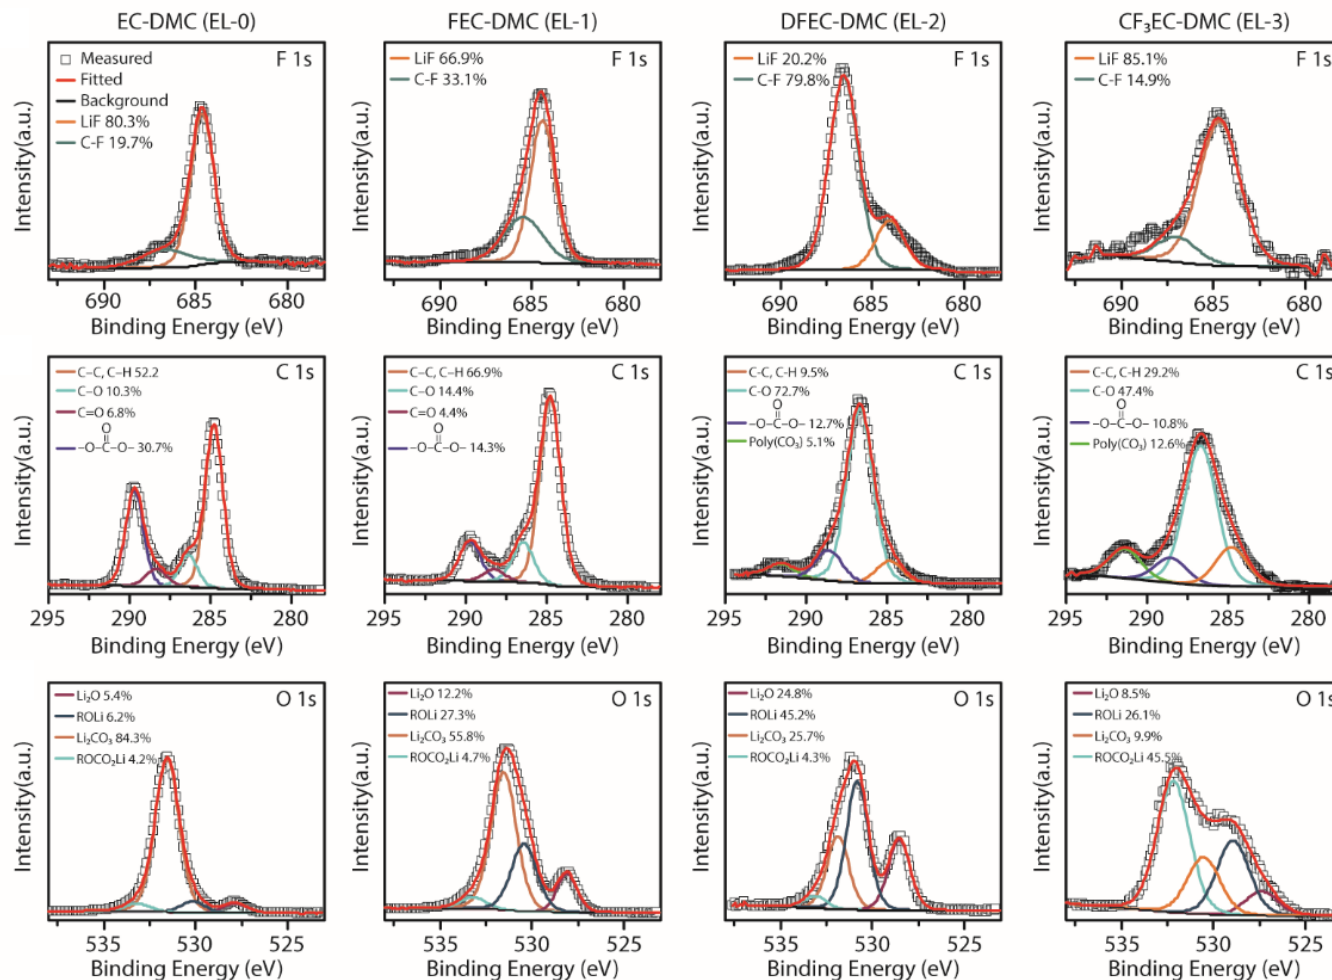 EC-DMC (EL-0)
FEC-DMC (EL-1)
DFEC-DMC (EL-2)
CF₃EC-DMC (EL-3)
F 1s
Measured
Fitted
Background
LiF 80.3%
C-F 19.7%
Intensity(a.u.)
690 685 680
Binding Energy (eV)
F 1s
LiF 66.9%
C-F 33.1%
Intensity(a.u.)
690 685 680
Binding Energy (eV)
F 1s
LiF 20.2%
C-F 79.8%
Intensity(a.u.)
690 685 680
Binding Energy (eV)
F 1s
LiF 85.1%
C-F 14.9%
Intensity(a.u.)
690 685 680
Binding Energy (eV)
C 1s
C–C, C–H 52.2
C–O 10.3%
C=O 6.8%
O
–O–C–O– 30.7%
Intensity(a.u.)
295 290 285 280
Binding Energy (eV)
C 1s
C–C, C–H 66.9%
C–O 14.4%
C=O 4.4%
O
–O–C–O– 14.3%
Intensity(a.u.)
295 290 285 280
Binding Energy (eV)
C 1s
C-C, C-H 9.5%
C-O 72.7%
O
–O–C–O– 12.7%
Poly(CO₃) 5.1%
Intensity(a.u.)
295 290 285 280
Binding Energy (eV)
C 1s
C-C, C-H 29.2%
C-O 47.4%
O
–O–C–O– 10.8%
Poly(CO₃) 12.6%
Intensity(a.u.)
295 290 285 280
Binding Energy (eV)
O 1s
Li₂O 5.4%
ROLi 6.2%
Li₂CO₃ 84.3%
ROCO₂Li 4.2%
Intensity(a.u.)
535 530 525
Binding Energy (eV)
O 1s
Li₂O 12.2%
ROLi 27.3%
Li₂CO₃ 55.8%
ROCO₂Li 4.7%
Intensity(a.u.)
535 530 525
Binding Energy (eV)
O 1s
Li₂O 24.8%
ROLi 45.2%
Li₂CO₃ 25.7%
ROCO₂Li 4.3%
Intensity(a.u.)
535 530 525
Binding Energy (eV)
O 1s
Li₂O 8.5%
ROLi 26.1%
Li₂CO₃ 9.9%
ROCO₂Li 45.5%
Intensity(a.u.)
535 530 525
Binding Energy (eV)